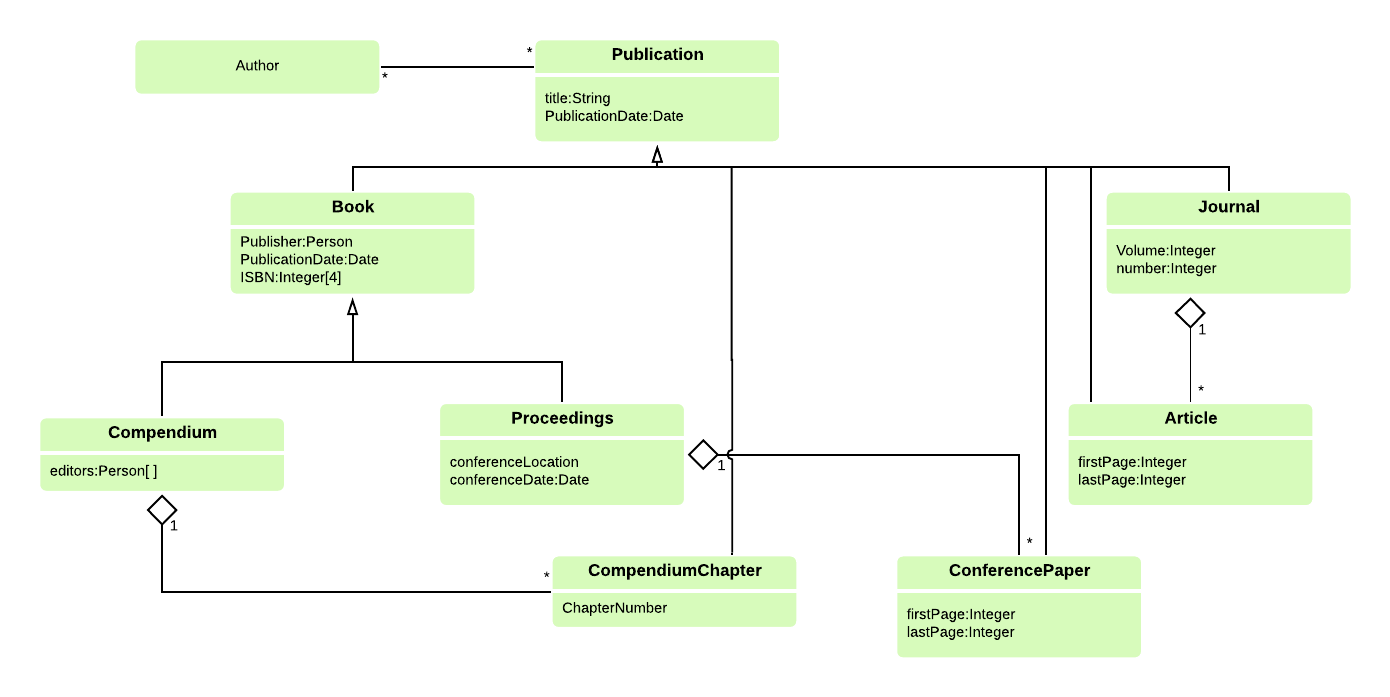 Author
*
*
Publication
title:String
PublicationDate:Date
Book
Publisher:Person
PublicationDate:Date
ISBN:Integer[4]
Journal
Volume:Integer
number:Integer
1
*
Compendium
editors:Person[ ]
1
Proceedings
conferenceLocation
conferenceDate:Date
1
*
Article
firstPage:Integer
lastPage:Integer
*
CompendiumChapter
ChapterNumber
ConferencePaper
firstPage:Integer
lastPage:Integer